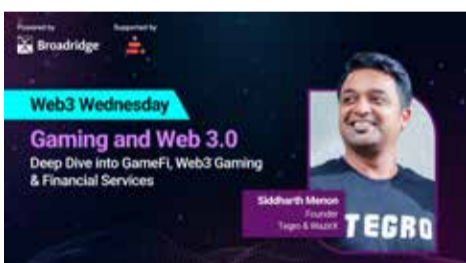 Powered by
Supported by
Broadridge
Web3 Wednesday
Gaming and Web 3.0
Deep Dive into GameFi, Web3 Gaming
& Financial Services
Siddharth Menon
Founder
Tegro & WazirX
TEGRO